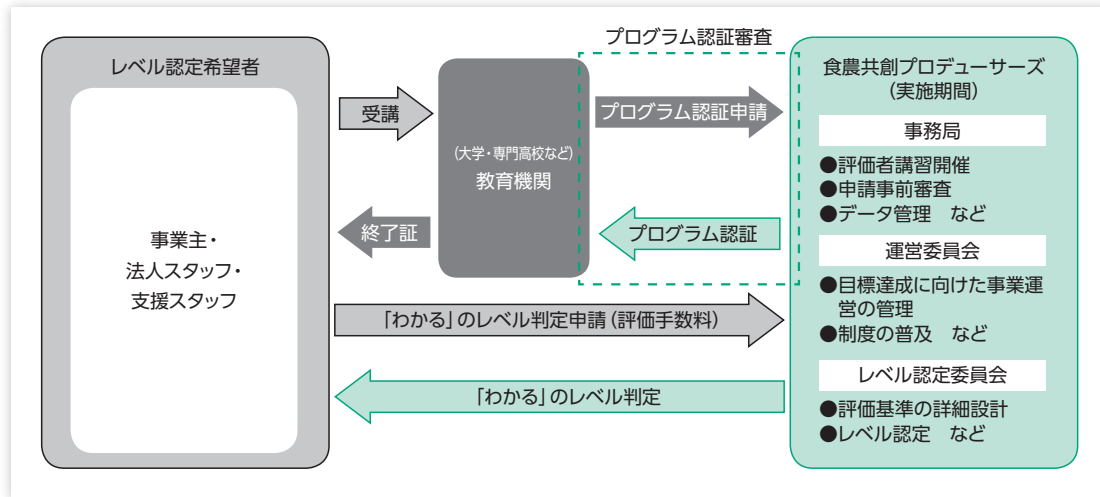 レベル認定希望者
事業主・
法人スタッフ・
支援スタッフ
受講
終了証
(大学・専門高校など)
教育機関
プログラム認証審査
プログラム認証申請
プログラム認証
「わかる」のレベル判定申請(評価手数料)
「わかる」のレベル判定
食農共創プロデューサーズ
(実施期間)
事務局
●評価者講習開催
●申請事前審査
●データ管理 など
運営委員会
●目標達成に向けた事業運
営の管理
●制度の普及 など
レベル認定委員会
●評価基準の詳細設計
●レベル認定 など